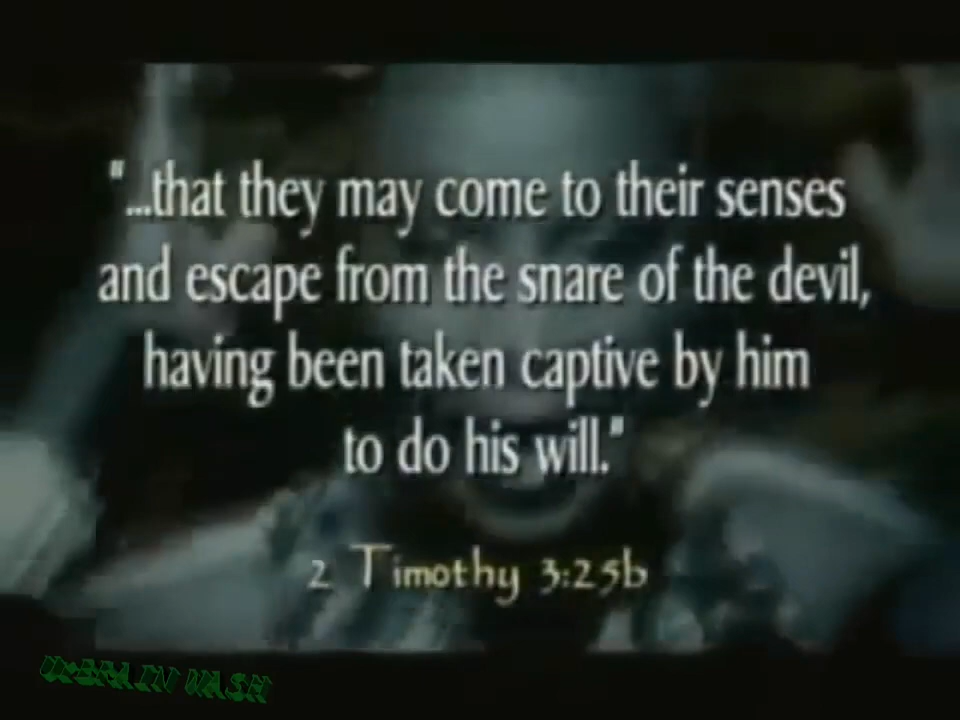 "...that they may come to their senses
and escape from the snare of the devil,
having been taken captive by him
to do his will."
2 Timothy 3:25b
WASH